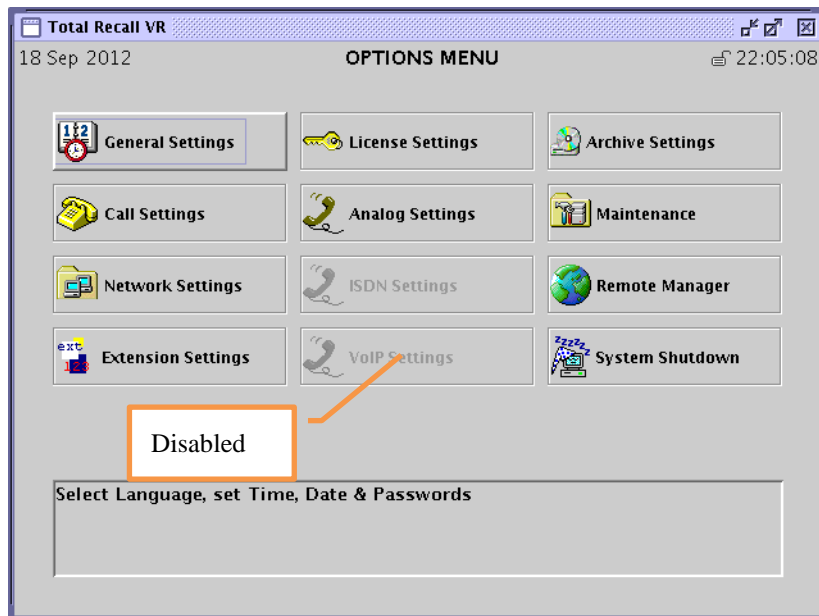 Total Recall VR
18 Sep 2012 OPTIONS MENU 22:05:08
General Settings License Settings Archive Settings
Call Settings Analog Settings Maintenance
Network Settings ISDN Settings Remote Manager
ext 123 Extension Settings VoIP Settings zzzzz System Shutdown
Disabled
Select Language, set Time, Date & Passwords